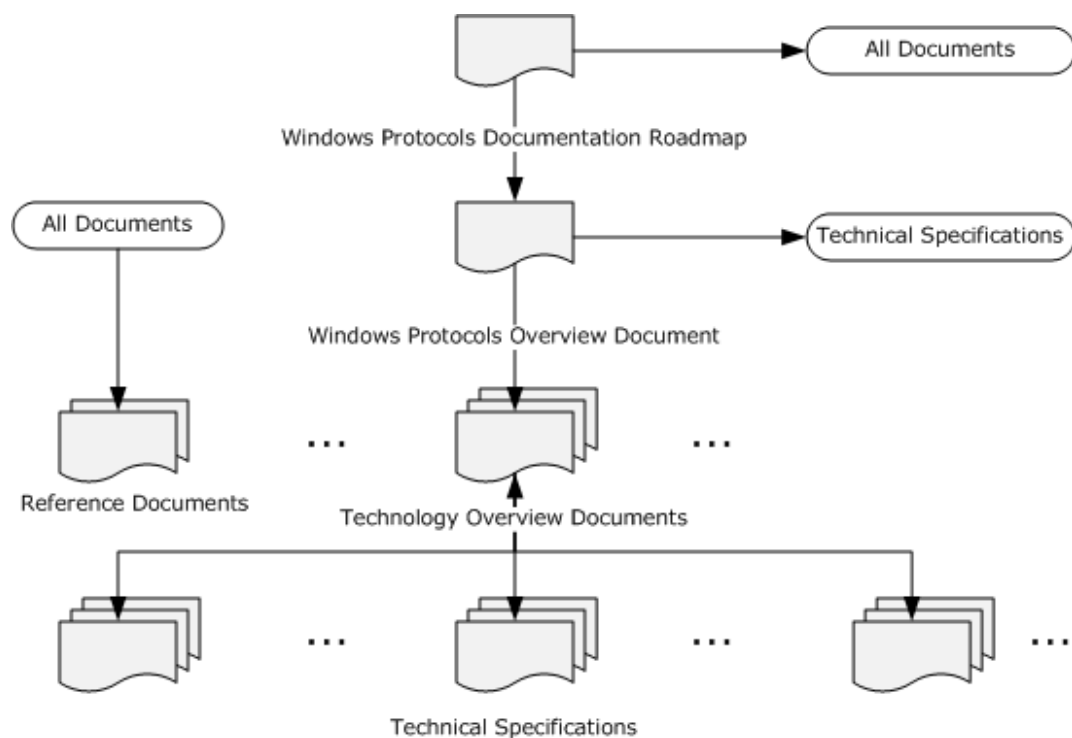 All Documents
Windows Protocols Documentation Roadmap
All Documents
Technical Specifications
Windows Protocols Overview Document
...
...
Reference Documents
Technology Overview Documents
...
...
...
Technical Specifications